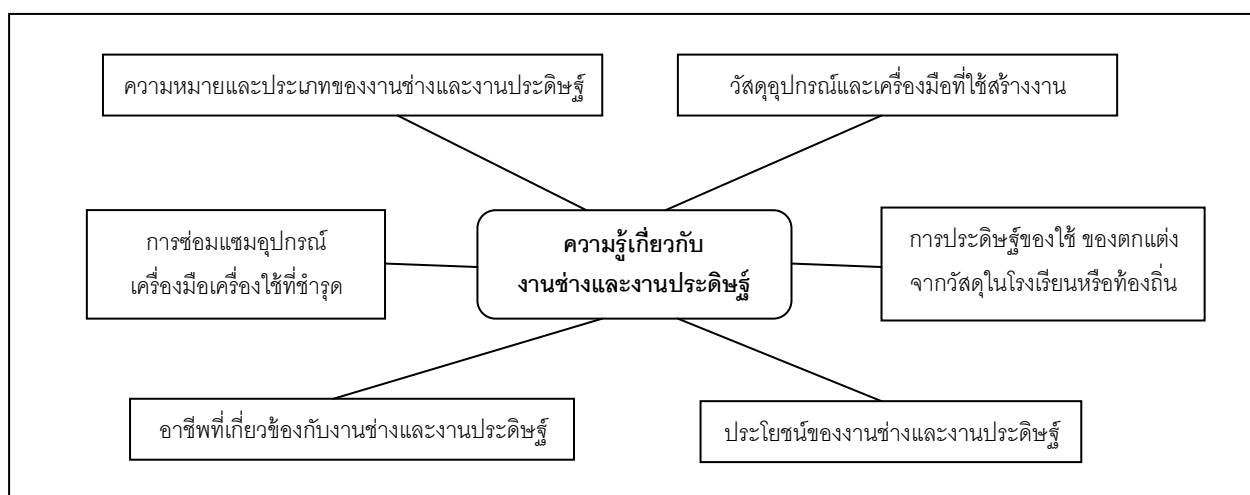 ความหมายและประเภทของงานช่างและงานประดิษฐ์
วัสดุอุปกรณ์และเครื่องมือที่ใช้สร้างงาน
การซ่อมแซมอุปกรณ์
เครื่องมือเครื่องใช้ที่ชำรุด
ความรู้เกี่ยวกับ
งานช่างและงานประดิษฐ์
การประดิษฐ์ของใช้ ของตกแต่ง
จากวัสดุในโรงเรียนหรือท้องถิ่น
อาชีพที่เกี่ยวข้องกับงานช่างและงานประดิษฐ์
ประโยชน์ของงานช่างและงานประดิษฐ์